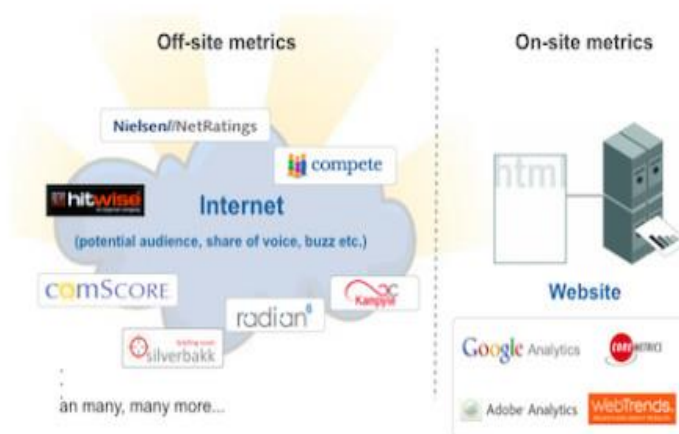 Off-site metrics
On-site metrics
Nielsen//NetRatings
compete
hitwise
Internet
(potential audience, share of voice, buzz etc.)
comSCORE
radian6
Kampyle
silverbakk
an many, many more...
html
Website
Google Analytics
COREMETRICS
Adobe Analytics
WebTrends.